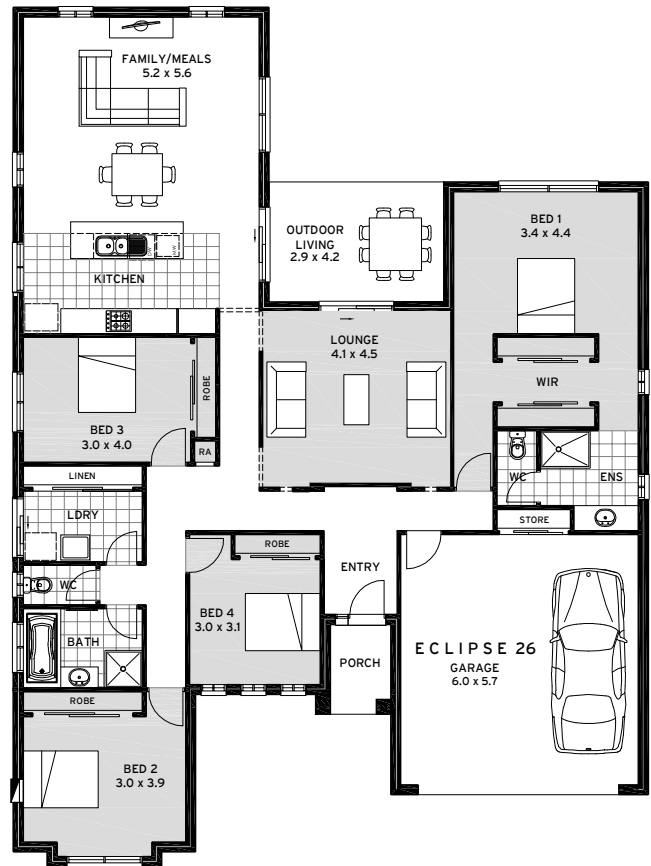 FAMILY/MEALS
5.2 x 5.6
OUTDOOR
LIVING
2.9 x 4.2
BED 1
3.4 x 4.4
KITCHEN
DW
LOUNGE
4.1 x 4.5
ROBE
WIR
BED 3
3.0 x 4.0
RA
LINEN
WC
ENS
LDRY
STORE
ROBE
WC
ENTRY
BED 4
3.0 x 3.1
BATH
ECLIPSE 26
GARAGE
6.0 x 5.7
PORCH
ROBE
BED 2
3.0 x 3.9